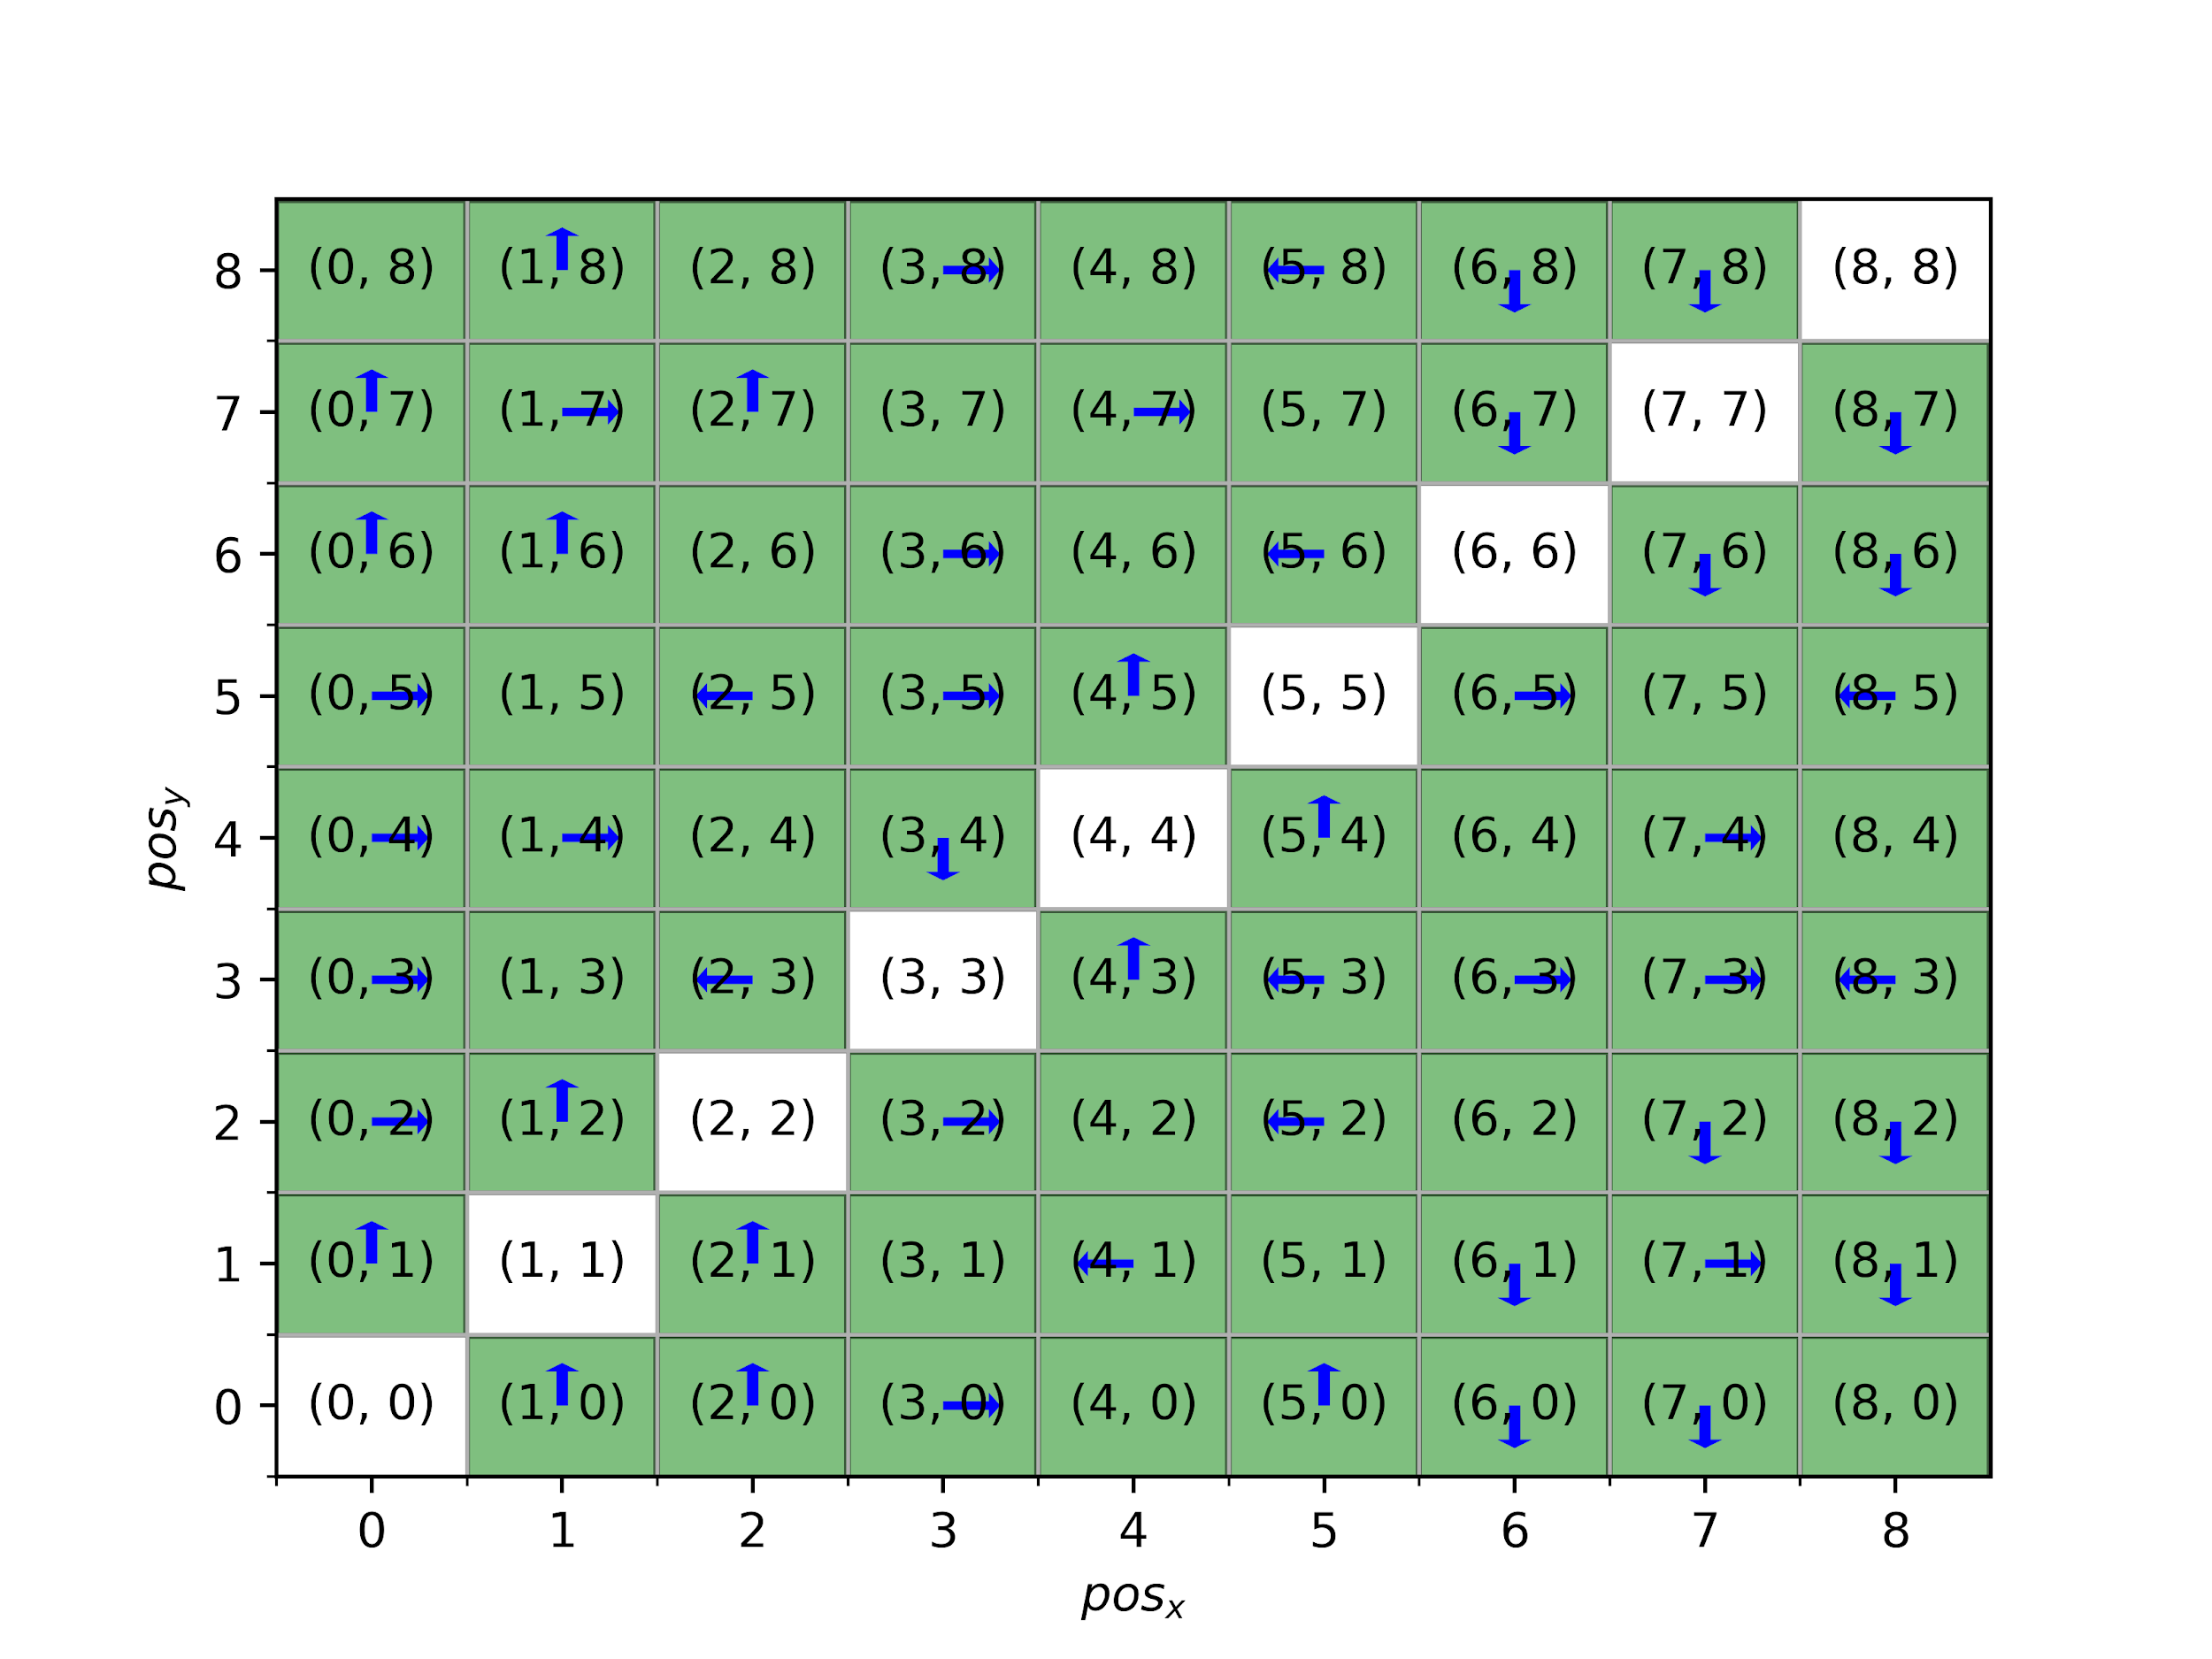 8 (0, 8) (1, 8) (2, 8) (3, 8) (4, 8) (5, 8) (6, 8) (7, 8) (8, 8)
7 (0, 7) (1, 7) (2, 7) (3, 7) (4, 7) (5, 7) (6, 7) (7, 7) (8, 7)
6 (0, 6) (1, 6) (2, 6) (3, 6) (4, 6) (5, 6) (6, 6) (7, 6) (8, 6)
5 (0, 5) (1, 5) (2, 5) (3, 5) (4, 5) (5, 5) (6, 5) (7, 5) (8, 5)
4 (0, 4) (1, 4) (2, 4) (3, 4) (4, 4) (5, 4) (6, 4) (7, 4) (8, 4)
3 (0, 3) (1, 3) (2, 3) (3, 3) (4, 3) (5, 3) (6, 3) (7, 3) (8, 3)
2 (0, 2) (1, 2) (2, 2) (3, 2) (4, 2) (5, 2) (6, 2) (7, 2) (8, 2)
1 (0, 1) (1, 1) (2, 1) (3, 1) (4, 1) (5, 1) (6, 1) (7, 1) (8, 1)
0 (0, 0) (1, 0) (2, 0) (3, 0) (4, 0) (5, 0) (6, 0) (7, 0) (8, 0)
0 1 2 3 4 5 6 7 8
pos_x
pos_y